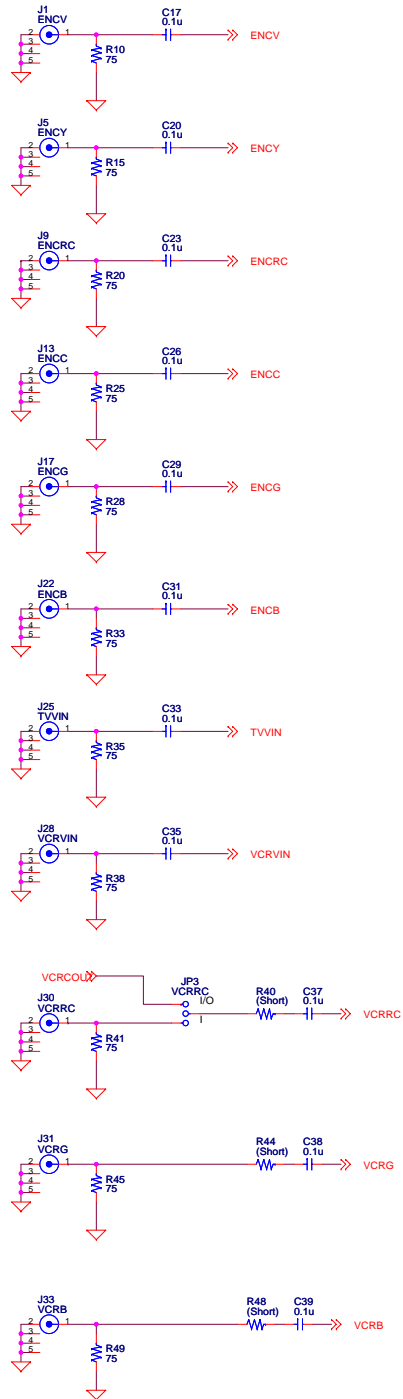 J1
ENCV
C17
0.1u
2
3
4
5
1
R10
75
ENCV
J5
ENCY
C20
0.1u
2
3
4
5
1
R15
75
ENCY
J9
ENCRC
C23
0.1u
2
3
4
5
1
R20
75
ENCRC
J13
ENCC
C26
0.1u
2
3
4
5
1
R25
75
ENCC
J17
ENCG
C29
0.1u
2
3
4
5
1
R28
75
ENCG
J22
ENCB
C31
0.1u
2
3
4
5
1
R33
75
ENCB
J25
TVVIN
C33
0.1u
2
3
4
5
1
R35
75
TVVIN
J28
VCRVIN
C35
0.1u
2
3
4
5
1
R38
75
VCRVIN
VCRCOUT
JP3
VCRRC
I/O
I
J30
VCRRC
R40
(Short)
C37
0.1u
2
3
4
5
1
R41
75
VCRRC
J31
VCRG
R44
(Short)
C38
0.1u
2
3
4
5
1
R45
75
VCRG
J33
VCRB
R48
(Short)
C39
0.1u
2
3
4
5
1
R49
75
VCRB